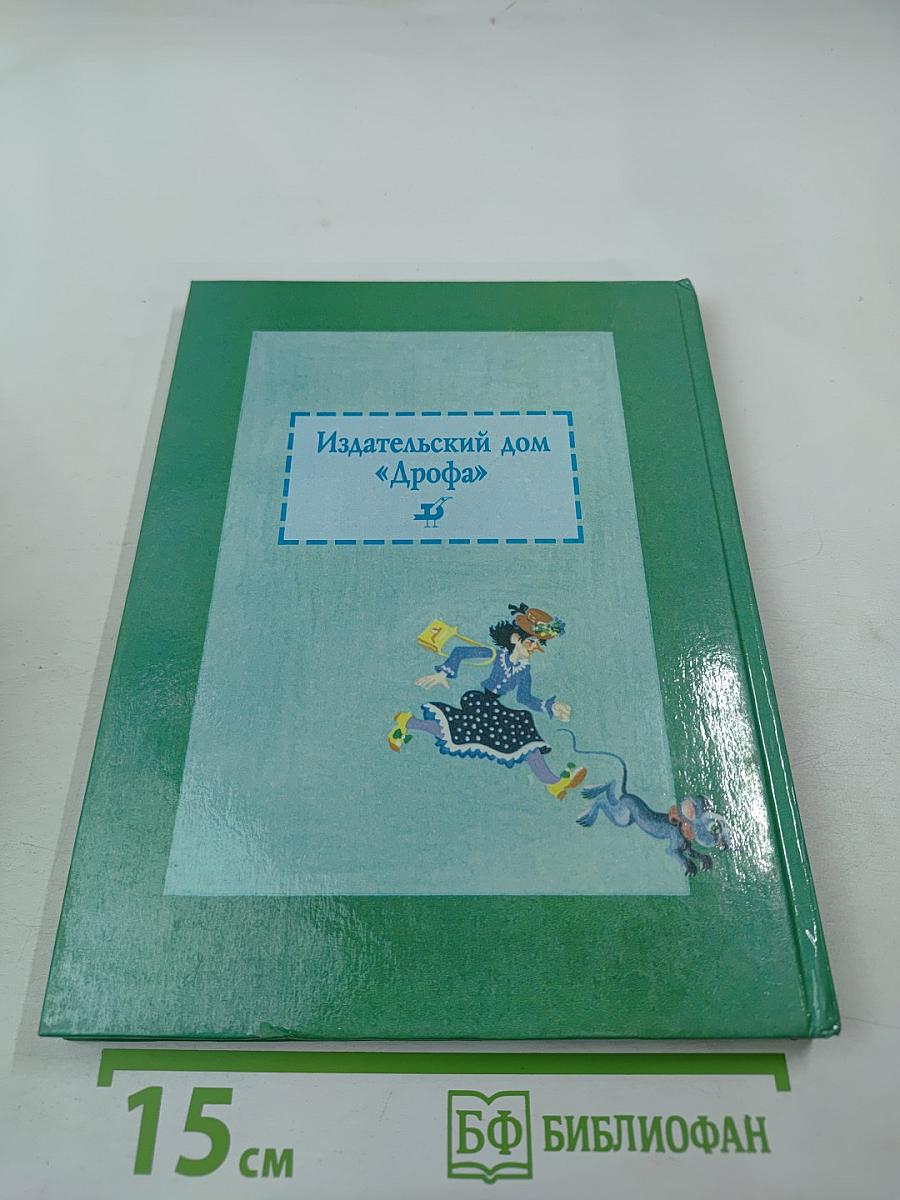 Издательский дом
«Дрофа»
15 см
БФ БИБЛИОФАН